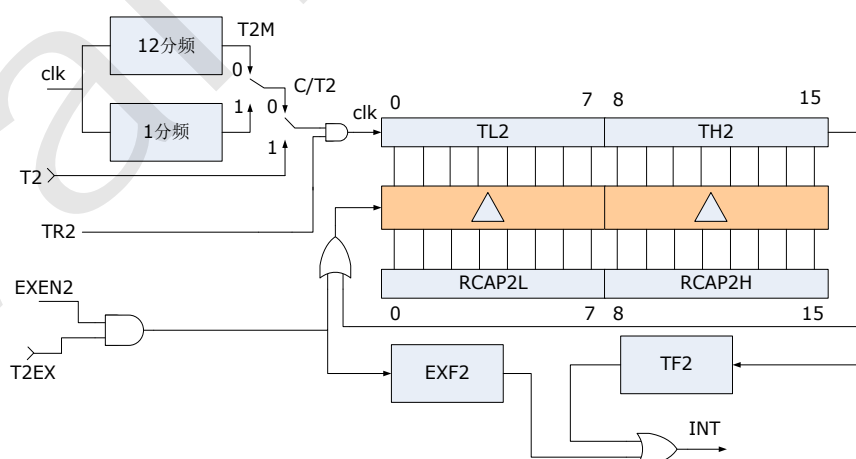 12分频
T2M
clk
0
C/T2
1分频
1
0
1
clk
0
7
8
15
TL2
TH2
T2
TR2
RCAP2L
RCAP2H
0
7
8
15
EXEN2
T2EX
EXF2
TF2
INT